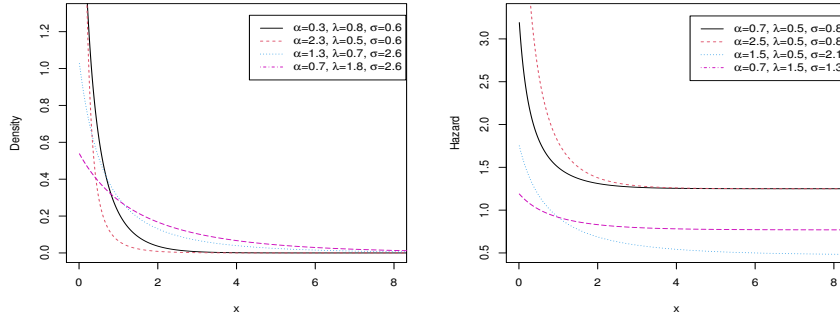 α=0.3, λ=0.8, σ=0.6
α=2.3, λ=0.5, σ=0.6
α=1.3, λ=0.7, σ=2.6
α=0.7, λ=1.8, σ=2.6
Density
0.0 0.2 0.4 0.6 0.8 1.0 1.2
0 2 4 6 8
x
α=0.7, λ=0.5, σ=0.8
α=2.5, λ=0.5, σ=0.8
α=1.5, λ=0.5, σ=2.1
α=0.7, λ=1.5, σ=1.3
Hazard
0.5 1.0 1.5 2.0 2.5 3.0
0 2 4 6 8
x